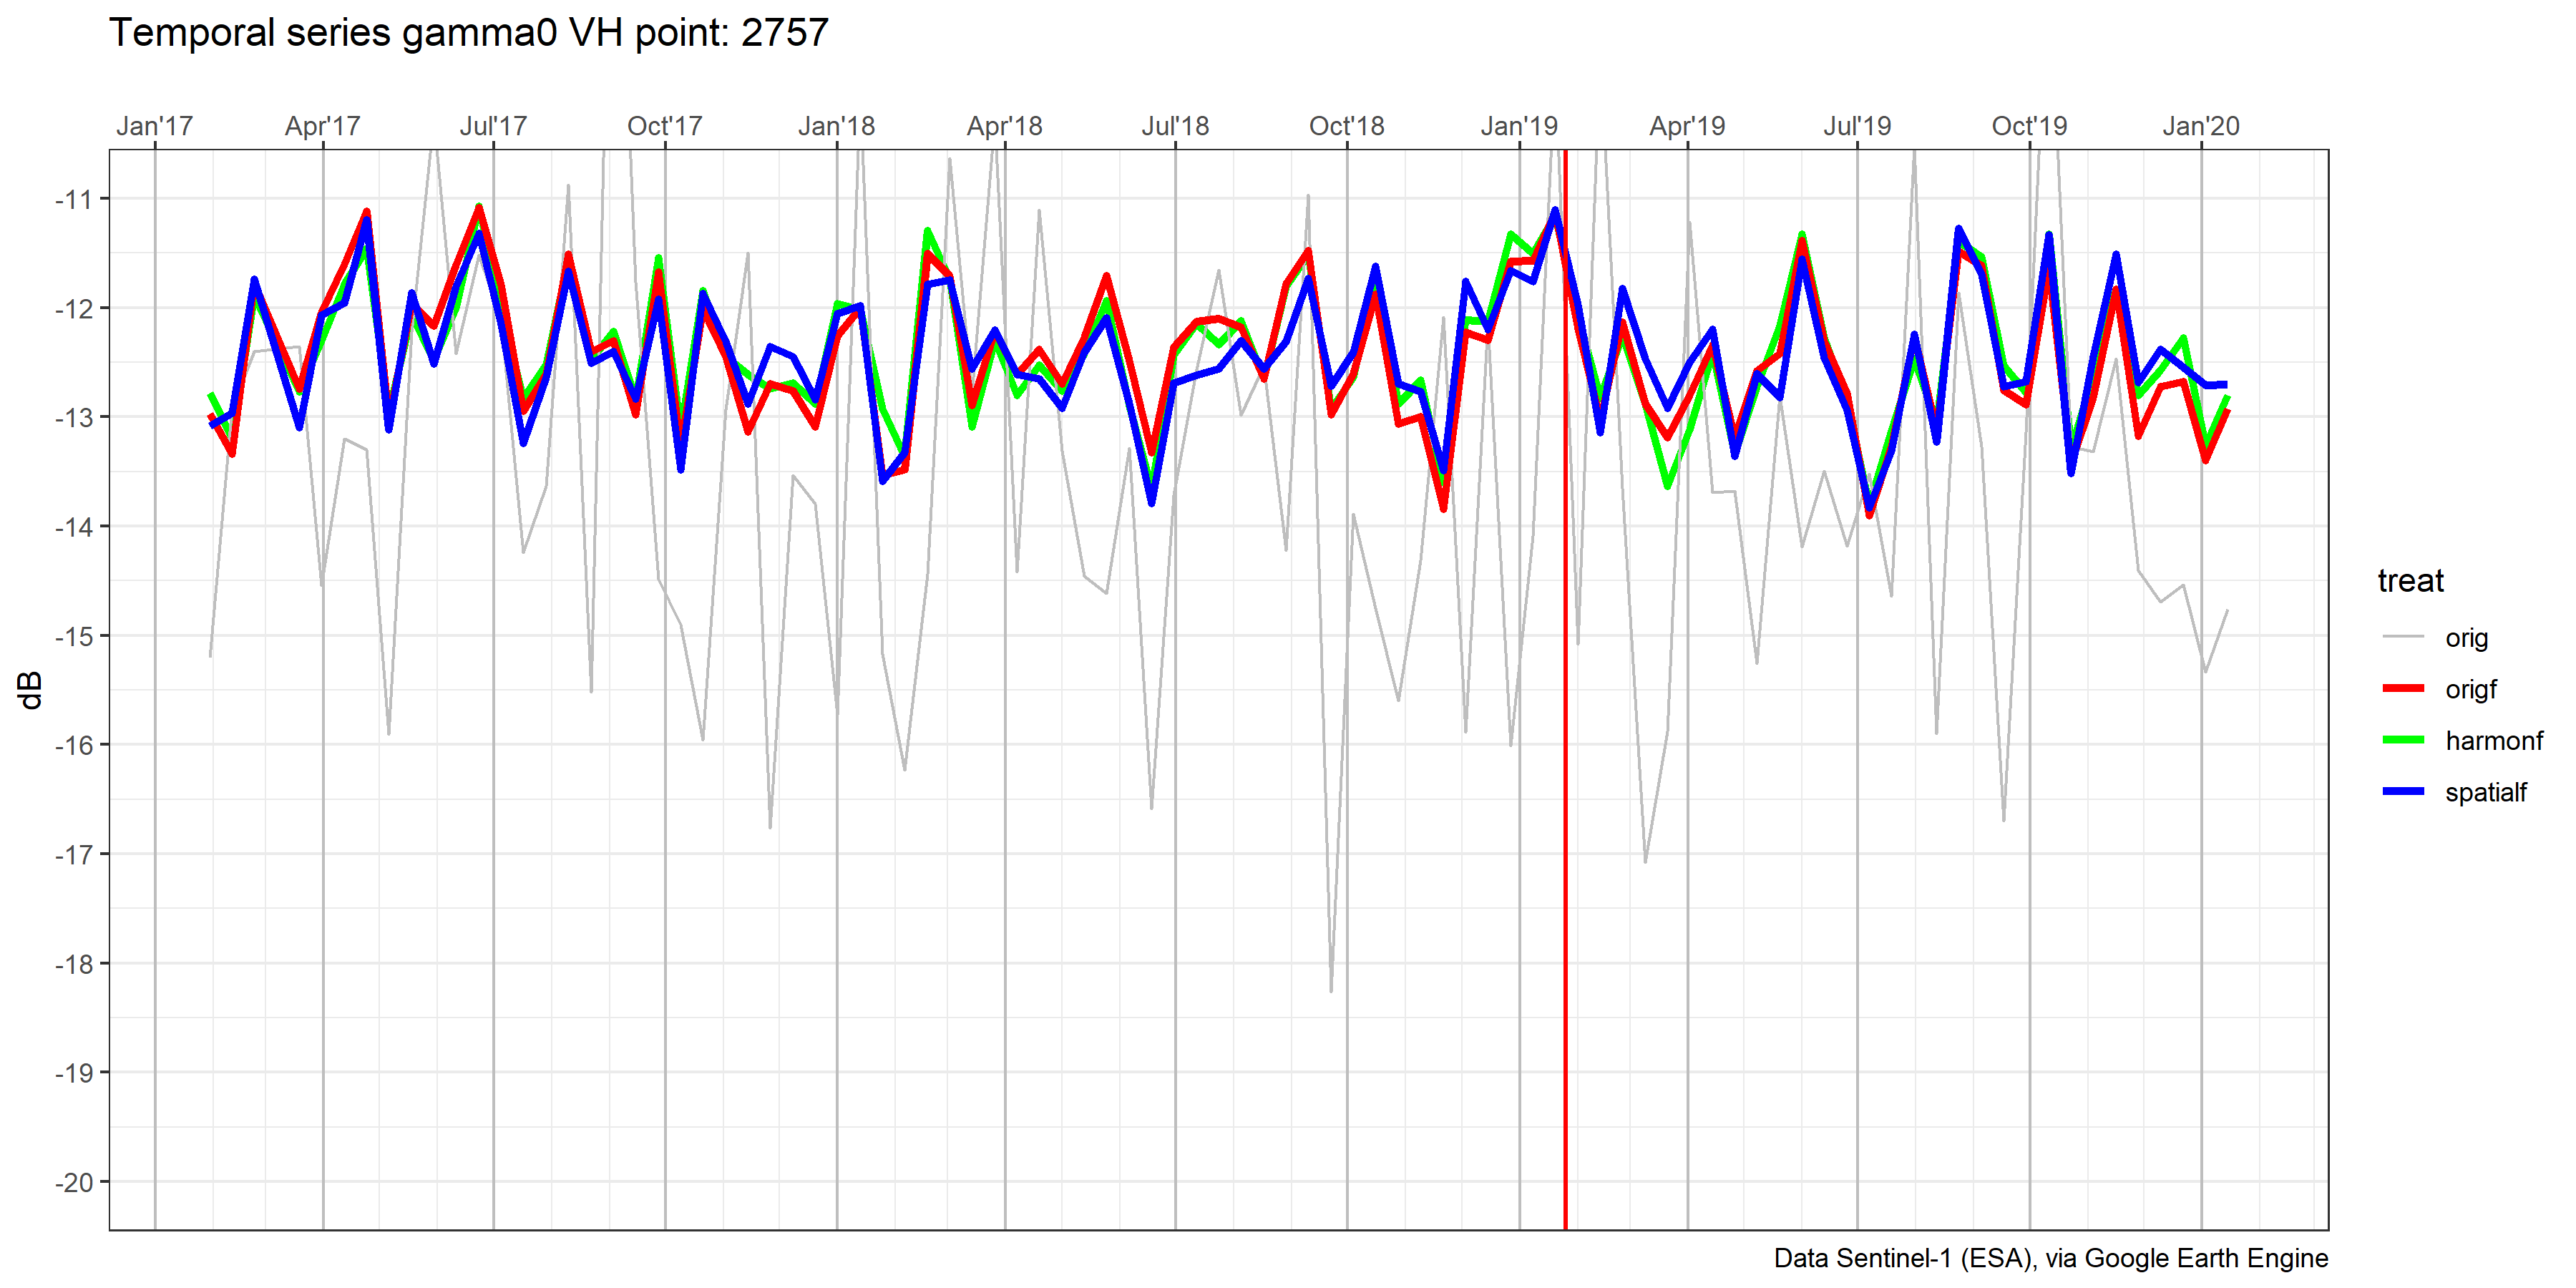 Temporal series gamma0 VH point: 2757
Jan'17 Apr'17 Jul'17 Oct'17 Jan'18 Apr'18 Jul'18 Oct'18 Jan'19 Apr'19 Jul'19 Oct'19 Jan'20
-11
-12
-13
-14
-15
-16
-17
-18
-19
-20
dB
treat
orig
origf
harmonf
spatialf
Data Sentinel-1 (ESA), via Google Earth Engine